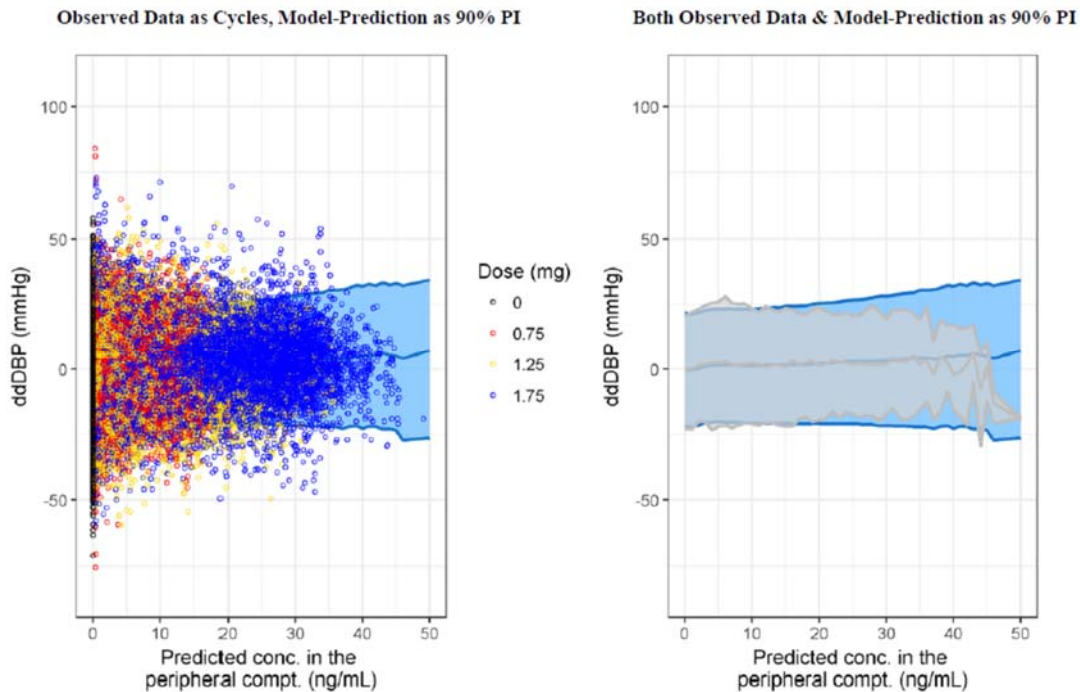 Observed Data as Cycles, Model-Prediction as 90% PI
100
50
0
-50
ddDBP (mmHg)
0
10
20
30
40
50
Predicted conc. in the
peripheral compt. (ng/mL)
Dose (mg)
0
0.75
1.25
1.75
Both Observed Data & Model-Prediction as 90% PI
100
50
0
-50
ddDBP (mmHg)
0
10
20
30
40
50
Predicted conc. in the
peripheral compt. (ng/mL)